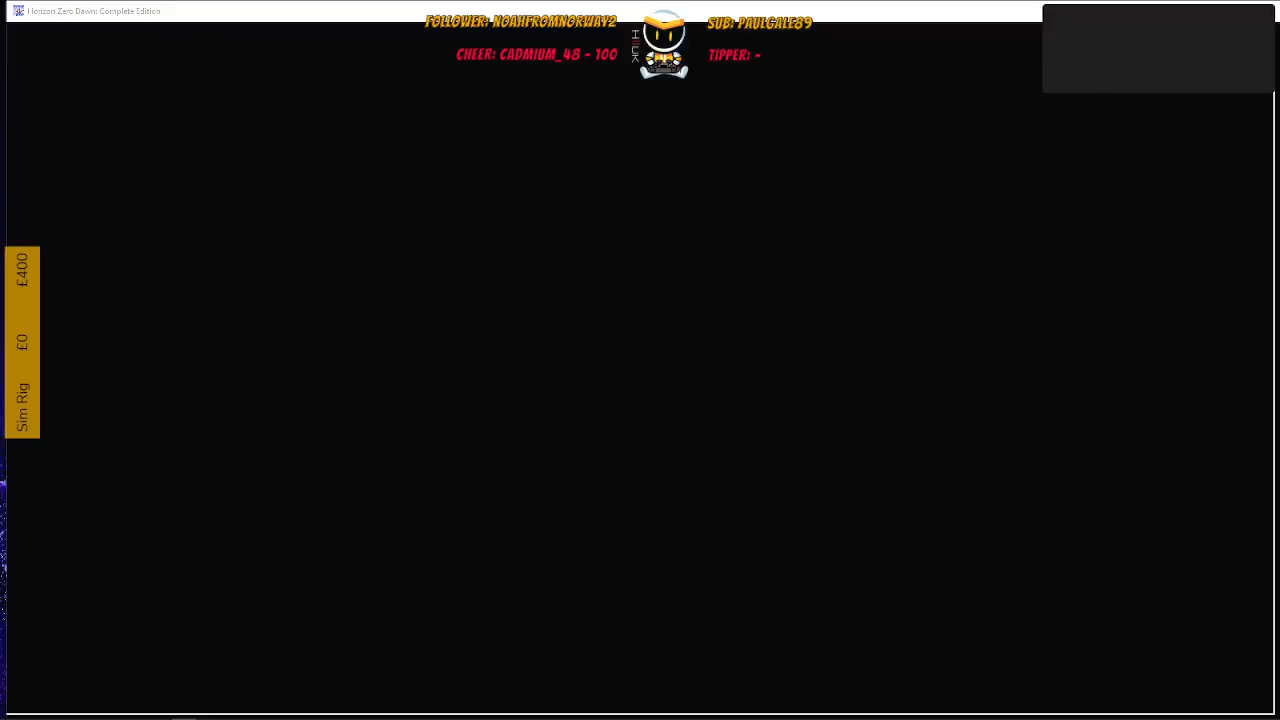 Horizon Zero Dawn: Complete Edition
FOLLOWER: NOAHFROMNORWAY2
CHEER: CADMIUM_48 - 100
SUB: PAULGALE89
TIPPER: -
Sim Rig £0 £400